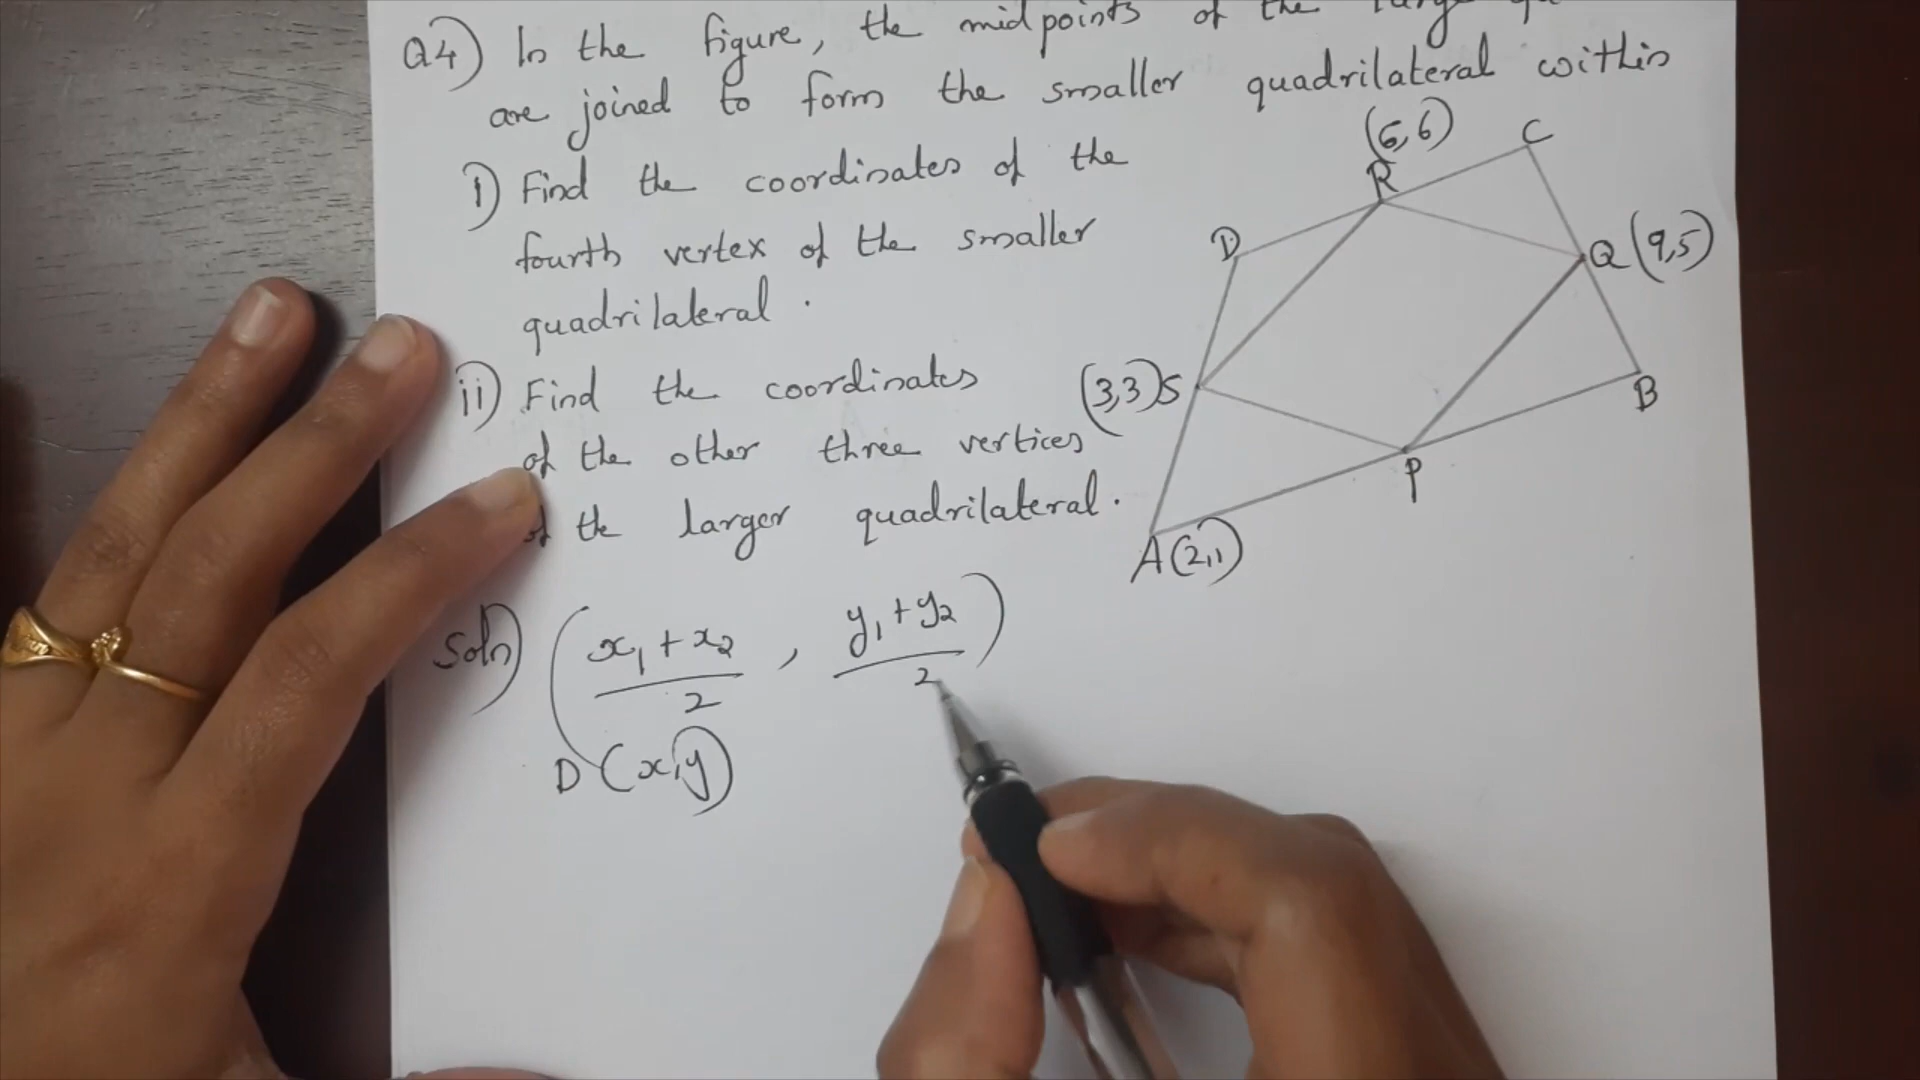 Q4) In the figure, the midpoints of the
are joined to form the smaller quadrilateral within
i) Find the coordinates of the
fourth vertex of the smaller
quadrilateral.
ii) Find the coordinates
of the other three vertices
of the larger quadrilateral.
(6,6)
R
C
D
Q (9,5)
(3,3) S
B
P
A (2,1)
Soln) (x₁ + x₂ / 2 , y₁ + y₂ / 2)
D (x,y)